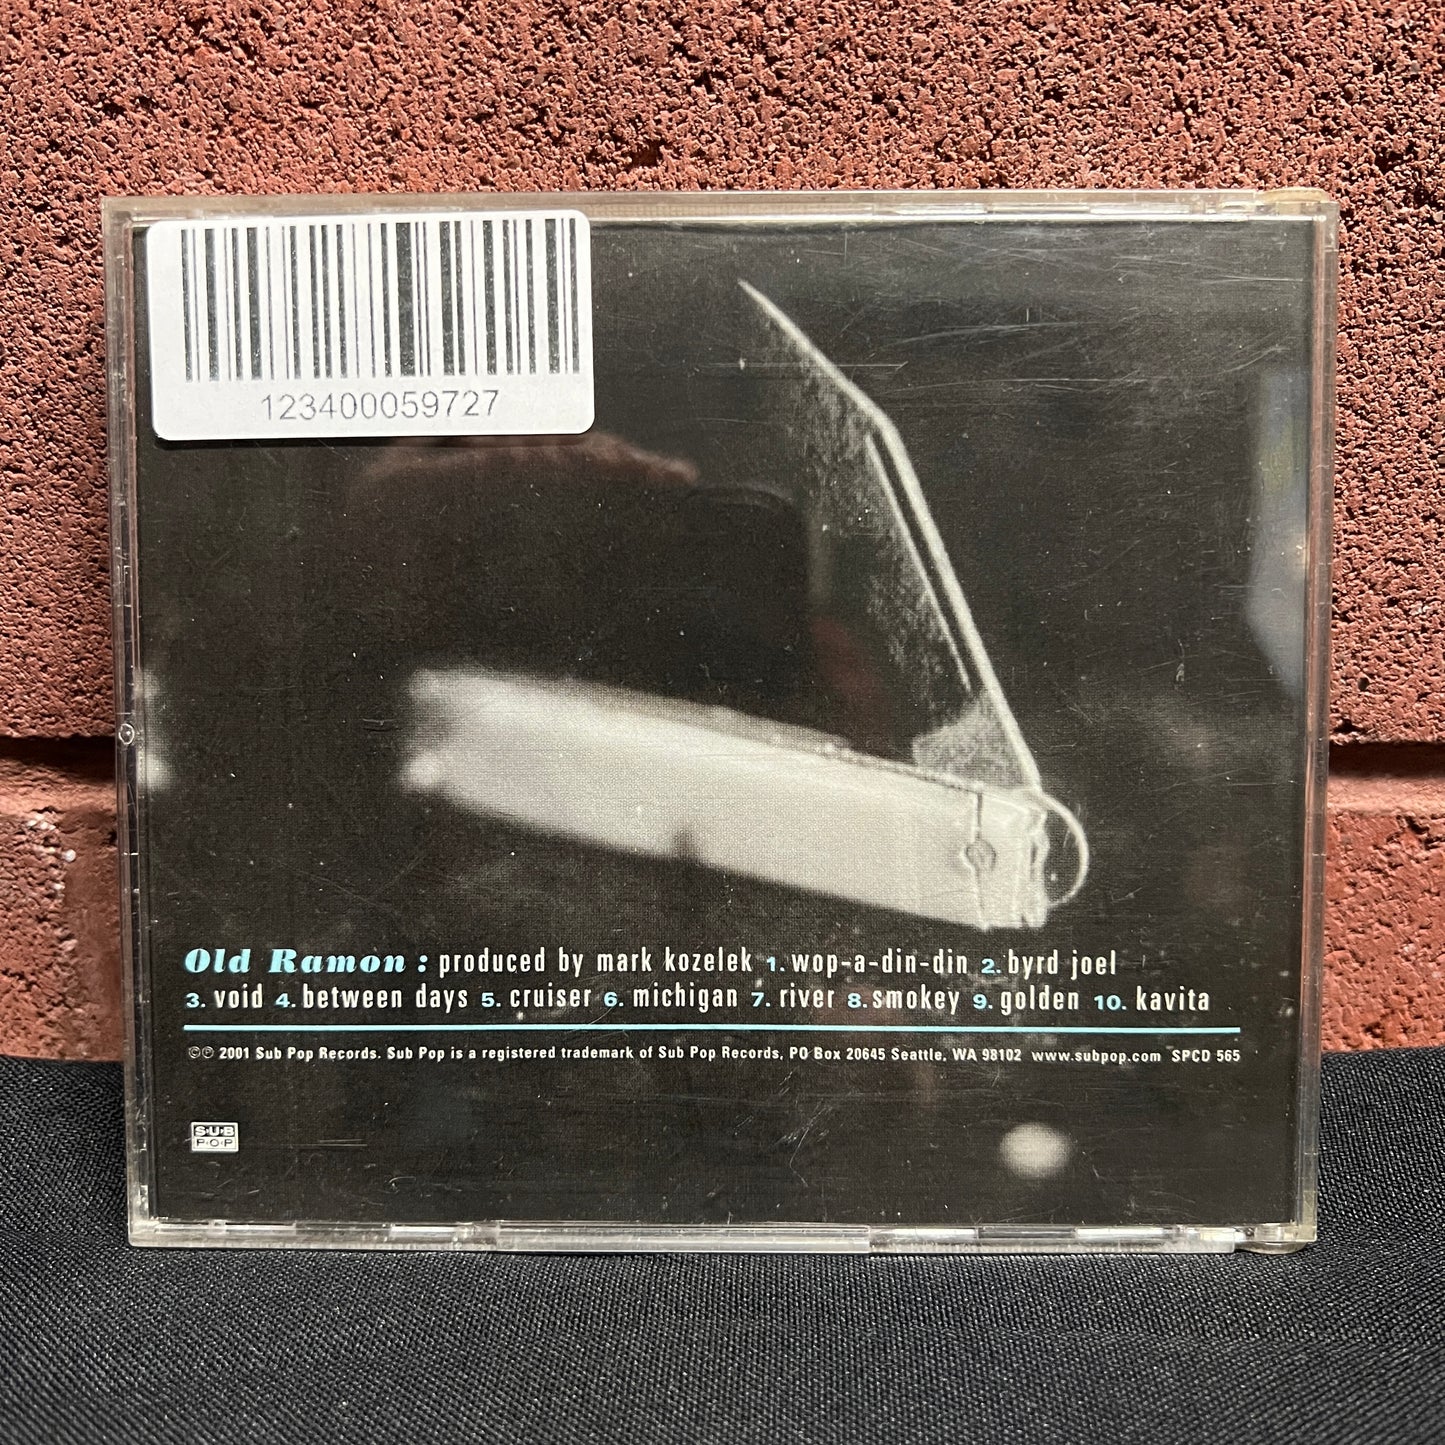 123400059727
Old Ramon : produced by mark kozelek 1. wop-a-din-din 2. byrd joel
3. void 4. between days 5. cruiser 6. michigan 7. river 8. smokey 9. golden 10. kavita
©℗ 2001 Sub Pop Records. Sub Pop is a registered trademark of Sub Pop Records, PO Box 20645 Seattle, WA 98102 www.subpop.com SPCD 565
SUB
POP